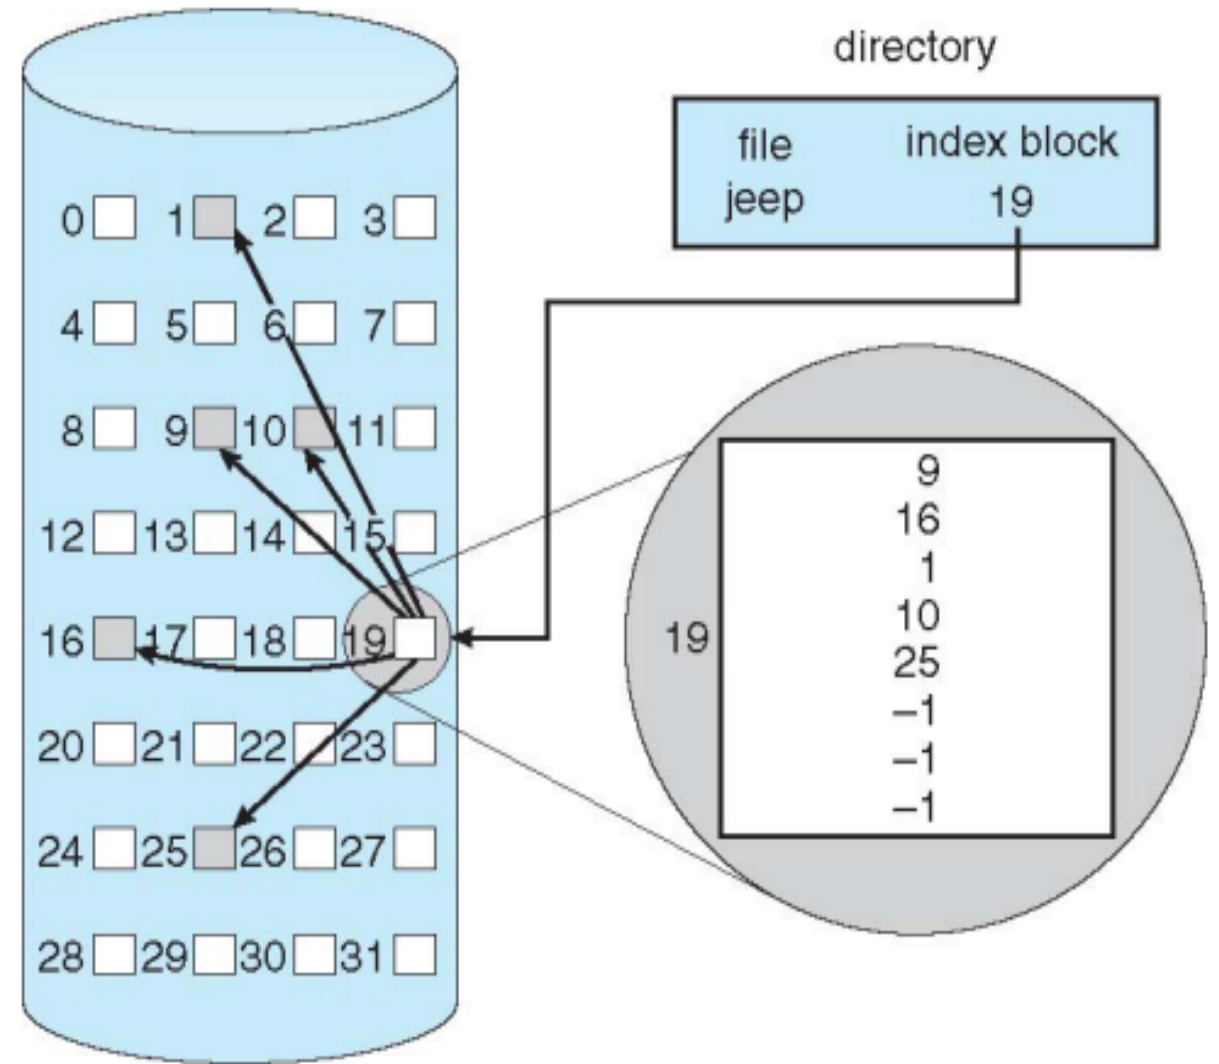 directory
file index block
jeep 19
0 1 2 3
4 5 6 7
8 9 10 11
12 13 14 15
16 17 18 19
20 21 22 23
24 25 26 27
28 29 30 31
19
9
16
1
10
25
–1
–1
–1